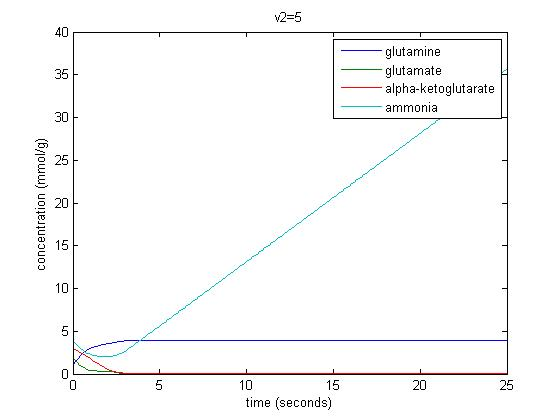 v2=5
40
35
30
25
20
15
10
5
0
concentration (mmol/g)
glutamine
glutamate
alpha-ketoglutarate
ammonia
0 5 10 15 20 25
time (seconds)